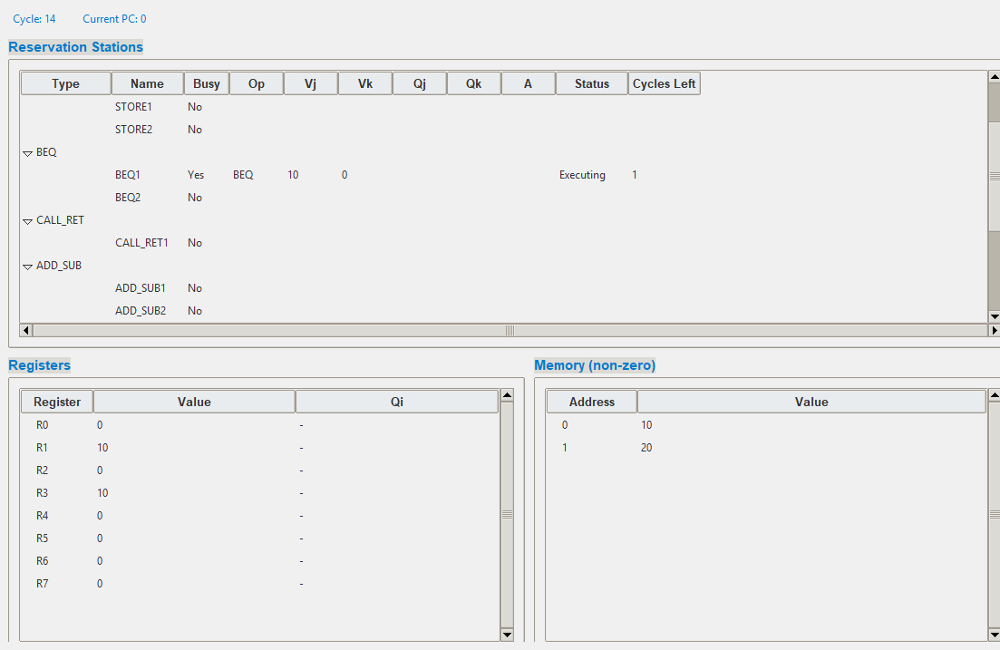 Cycle: 14 Current PC: 0
Reservation Stations
Type Name Busy Op Vj Vk Qj Qk A Status Cycles Left
STORE1 No
STORE2 No
BEQ
BEQ1 Yes BEQ 10 0 Executing 1
BEQ2 No
CALL_RET
CALL_RET1 No
ADD_SUB
ADD_SUB1 No
ADD_SUB2 No
Registers
Register Value Qi
R0 0 -
R1 10 -
R2 0 -
R3 10 -
R4 0 -
R5 0 -
R6 0 -
R7 0 -
Memory (non-zero)
Address Value
0 10
1 20